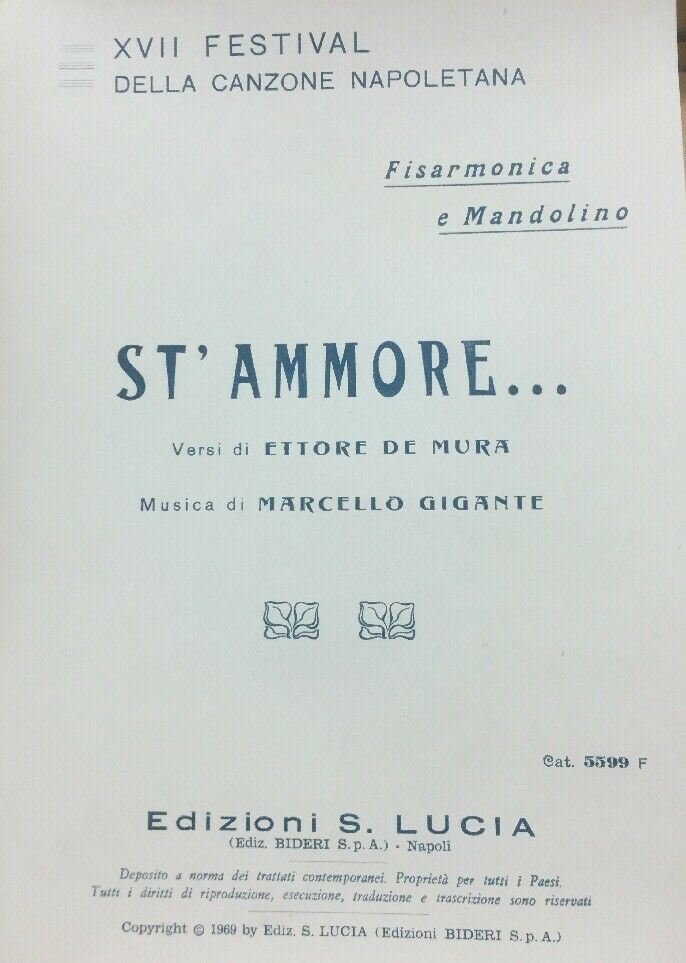 XVII FESTIVAL
DELLA CANZONE NAPOLETANA
Fisarmonica
e Mandolino
ST' AMMORE...
Versi di ETTORE DE MURA
Musica di MARCELLO GIGANTE
Cat. 5599 F
Edizioni S. LUCIA
(Ediz. BIDERI S. p. A.) - Napoli
Deposito a norma dei trattati contemporanei. Proprietà per tutti i Paesi.
Tutti i diritti di riproduzione, esecuzione, traduzione e trascrizione sono riservati
Copyright © 1969 by Ediz. S. LUCIA (Edizioni BIDERI S. p. A.)